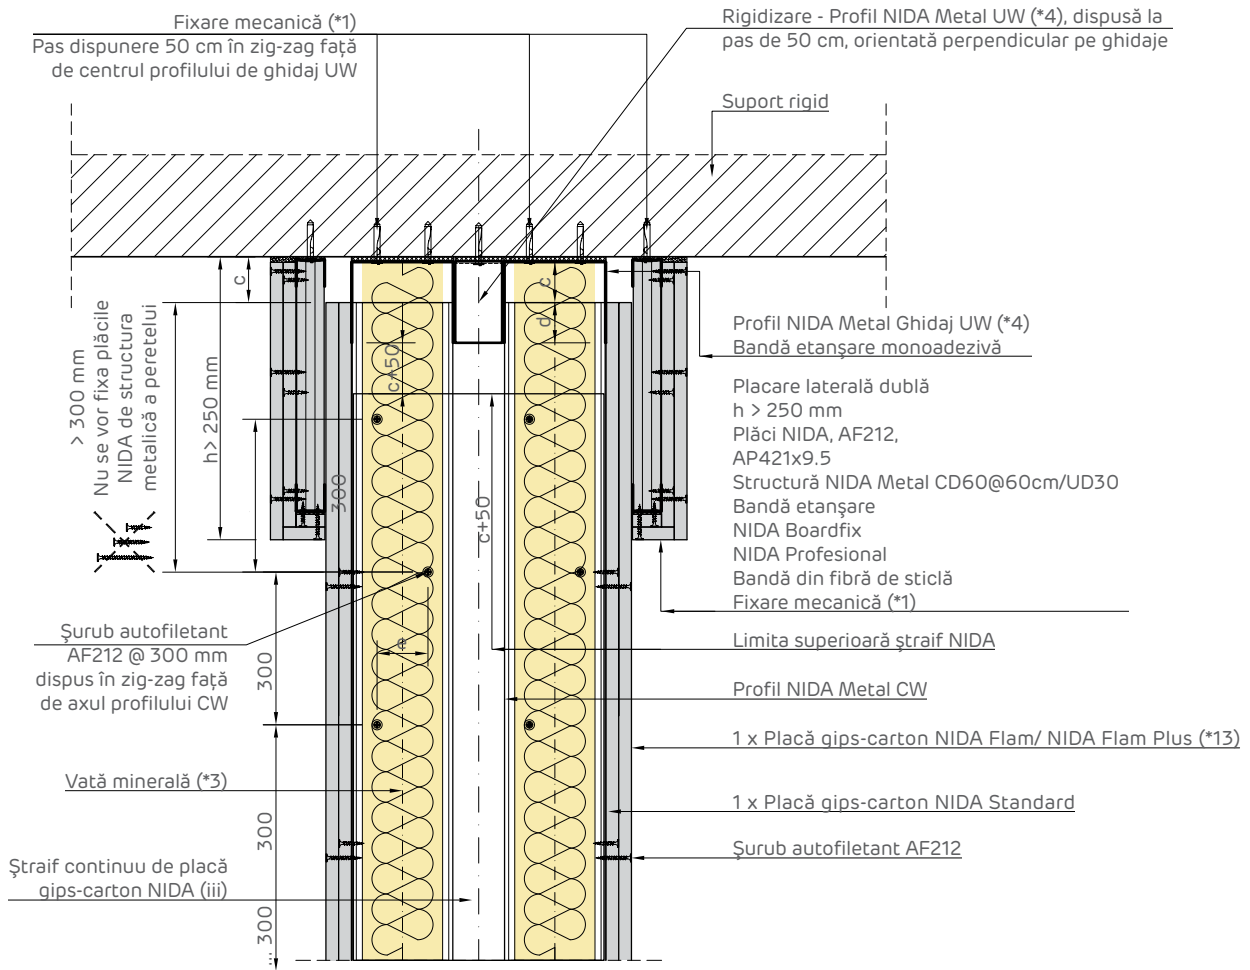 Fixare mecanică (*1)
Pas dispunere 50 cm în zig-zag față
de centrul profilului de ghidaj UW
Rigidizare - Profil NIDA Metal UW (*4), dispusă la
pas de 50 cm, orientată perpendicular pe ghidaje
Suport rigid
c
c
d
c+50
> 300 mm
Nu se vor fixa plăcile
NIDA de structura
metalică a peretelui
h> 250 mm
300
c+50
Profil NIDA Metal Ghidaj UW (*4)
Bandă etanşare monoadezivă
Placare laterală dublă
h > 250 mm
Plăci NIDA, AF212,
AP421x9.5
Structură NIDA Metal CD60@60cm/UD30
Bandă etanşare
NIDA Boardfix
NIDA Profesional
Bandă din fibră de sticlă
Fixare mecanică (*1)
Şurub autofiletant
AF212 @ 300 mm
dispus în zig-zag față
de axul profilului CW
300
e
Limita superioară ştraif NIDA
Profil NIDA Metal CW
1 x Placă gips-carton NIDA Flam/ NIDA Flam Plus (*13)
Vată minerală (*3)
1 x Placă gips-carton NIDA Standard
300
Şurub autofiletant AF212
Ştraif continuu de placă
gips-carton NIDA (iii)
... 300